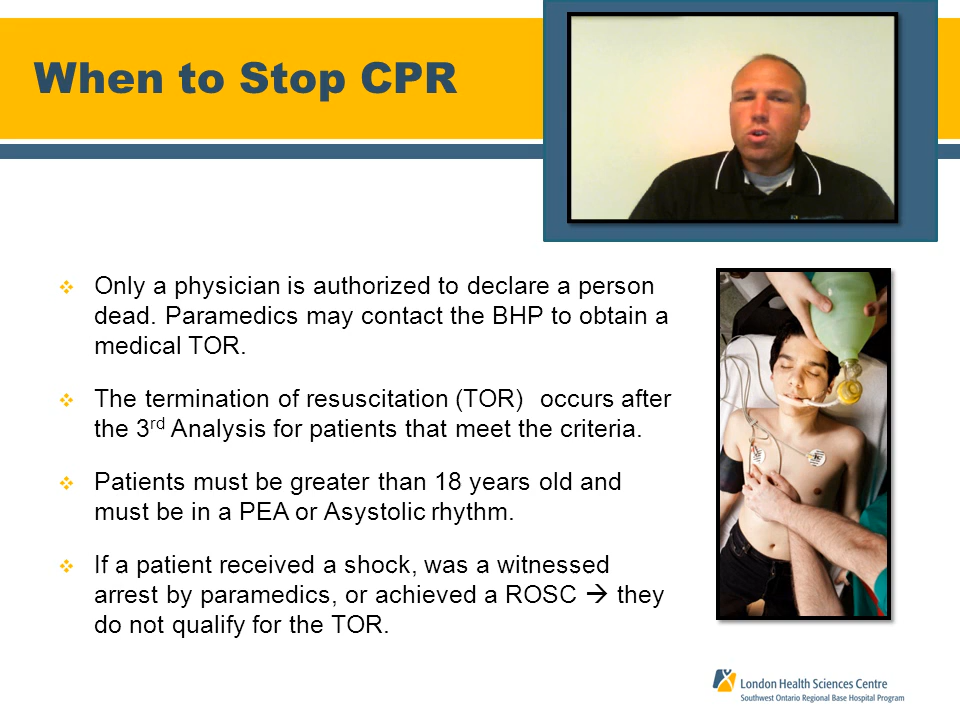 When to Stop CPR
❖ Only a physician is authorized to declare a person
dead. Paramedics may contact the BHP to obtain a
medical TOR.
❖ The termination of resuscitation (TOR) occurs after
the 3rd Analysis for patients that meet the criteria.
❖ Patients must be greater than 18 years old and
must be in a PEA or Asystolic rhythm.
❖ If a patient received a shock, was a witnessed
arrest by paramedics, or achieved a ROSC → they
do not qualify for the TOR.
London Health Sciences Centre
Southwest Ontario Regional Base Hospital Program